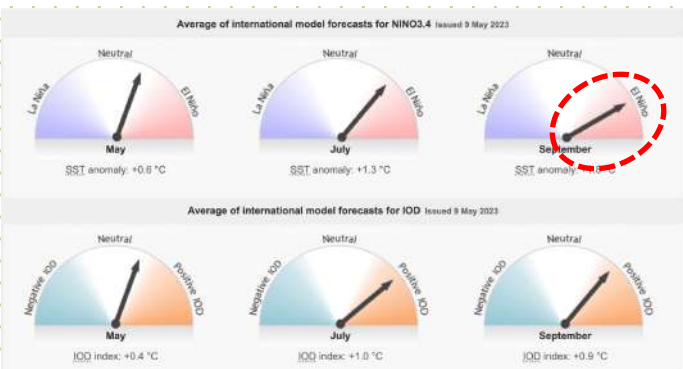 Average of international model forecasts for NINO3.4 Issued 9 May 2023
Neutral Neutral Neutral
La Niña El Niño La Niña El Niño La Niña El Niño
May July September
SST anomaly: +0.6 °C SST anomaly: +1.3 °C SST anomaly: °C
Average of international model forecasts for IOD Issued 9 May 2023
Neutral Neutral Neutral
Negative IOD Positive IOD Negative IOD Positive IOD Negative IOD Positive IOD
May July September
IOD index: +0.4 °C IOD index: +1.0 °C IOD index: +0.9 °C